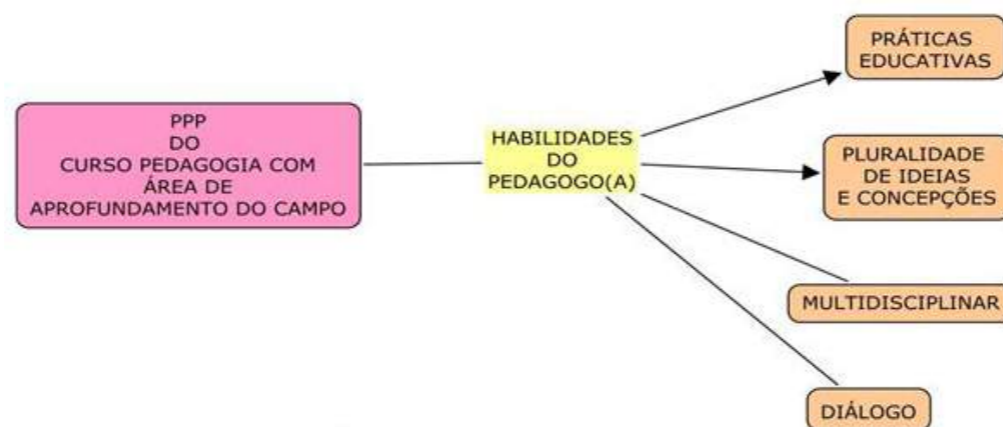 PPP
DO
CURSO PEDAGOGIA COM
ÁREA DE
APROFUNDAMENTO DO CAMPO
HABILIDADES
DO
PEDAGOGO(A)
PRÁTICAS
EDUCATIVAS
PLURALIDADE
DE IDEIAS
E CONCEPÇÕES
MULTIDISCIPLINAR
DIÁLOGO